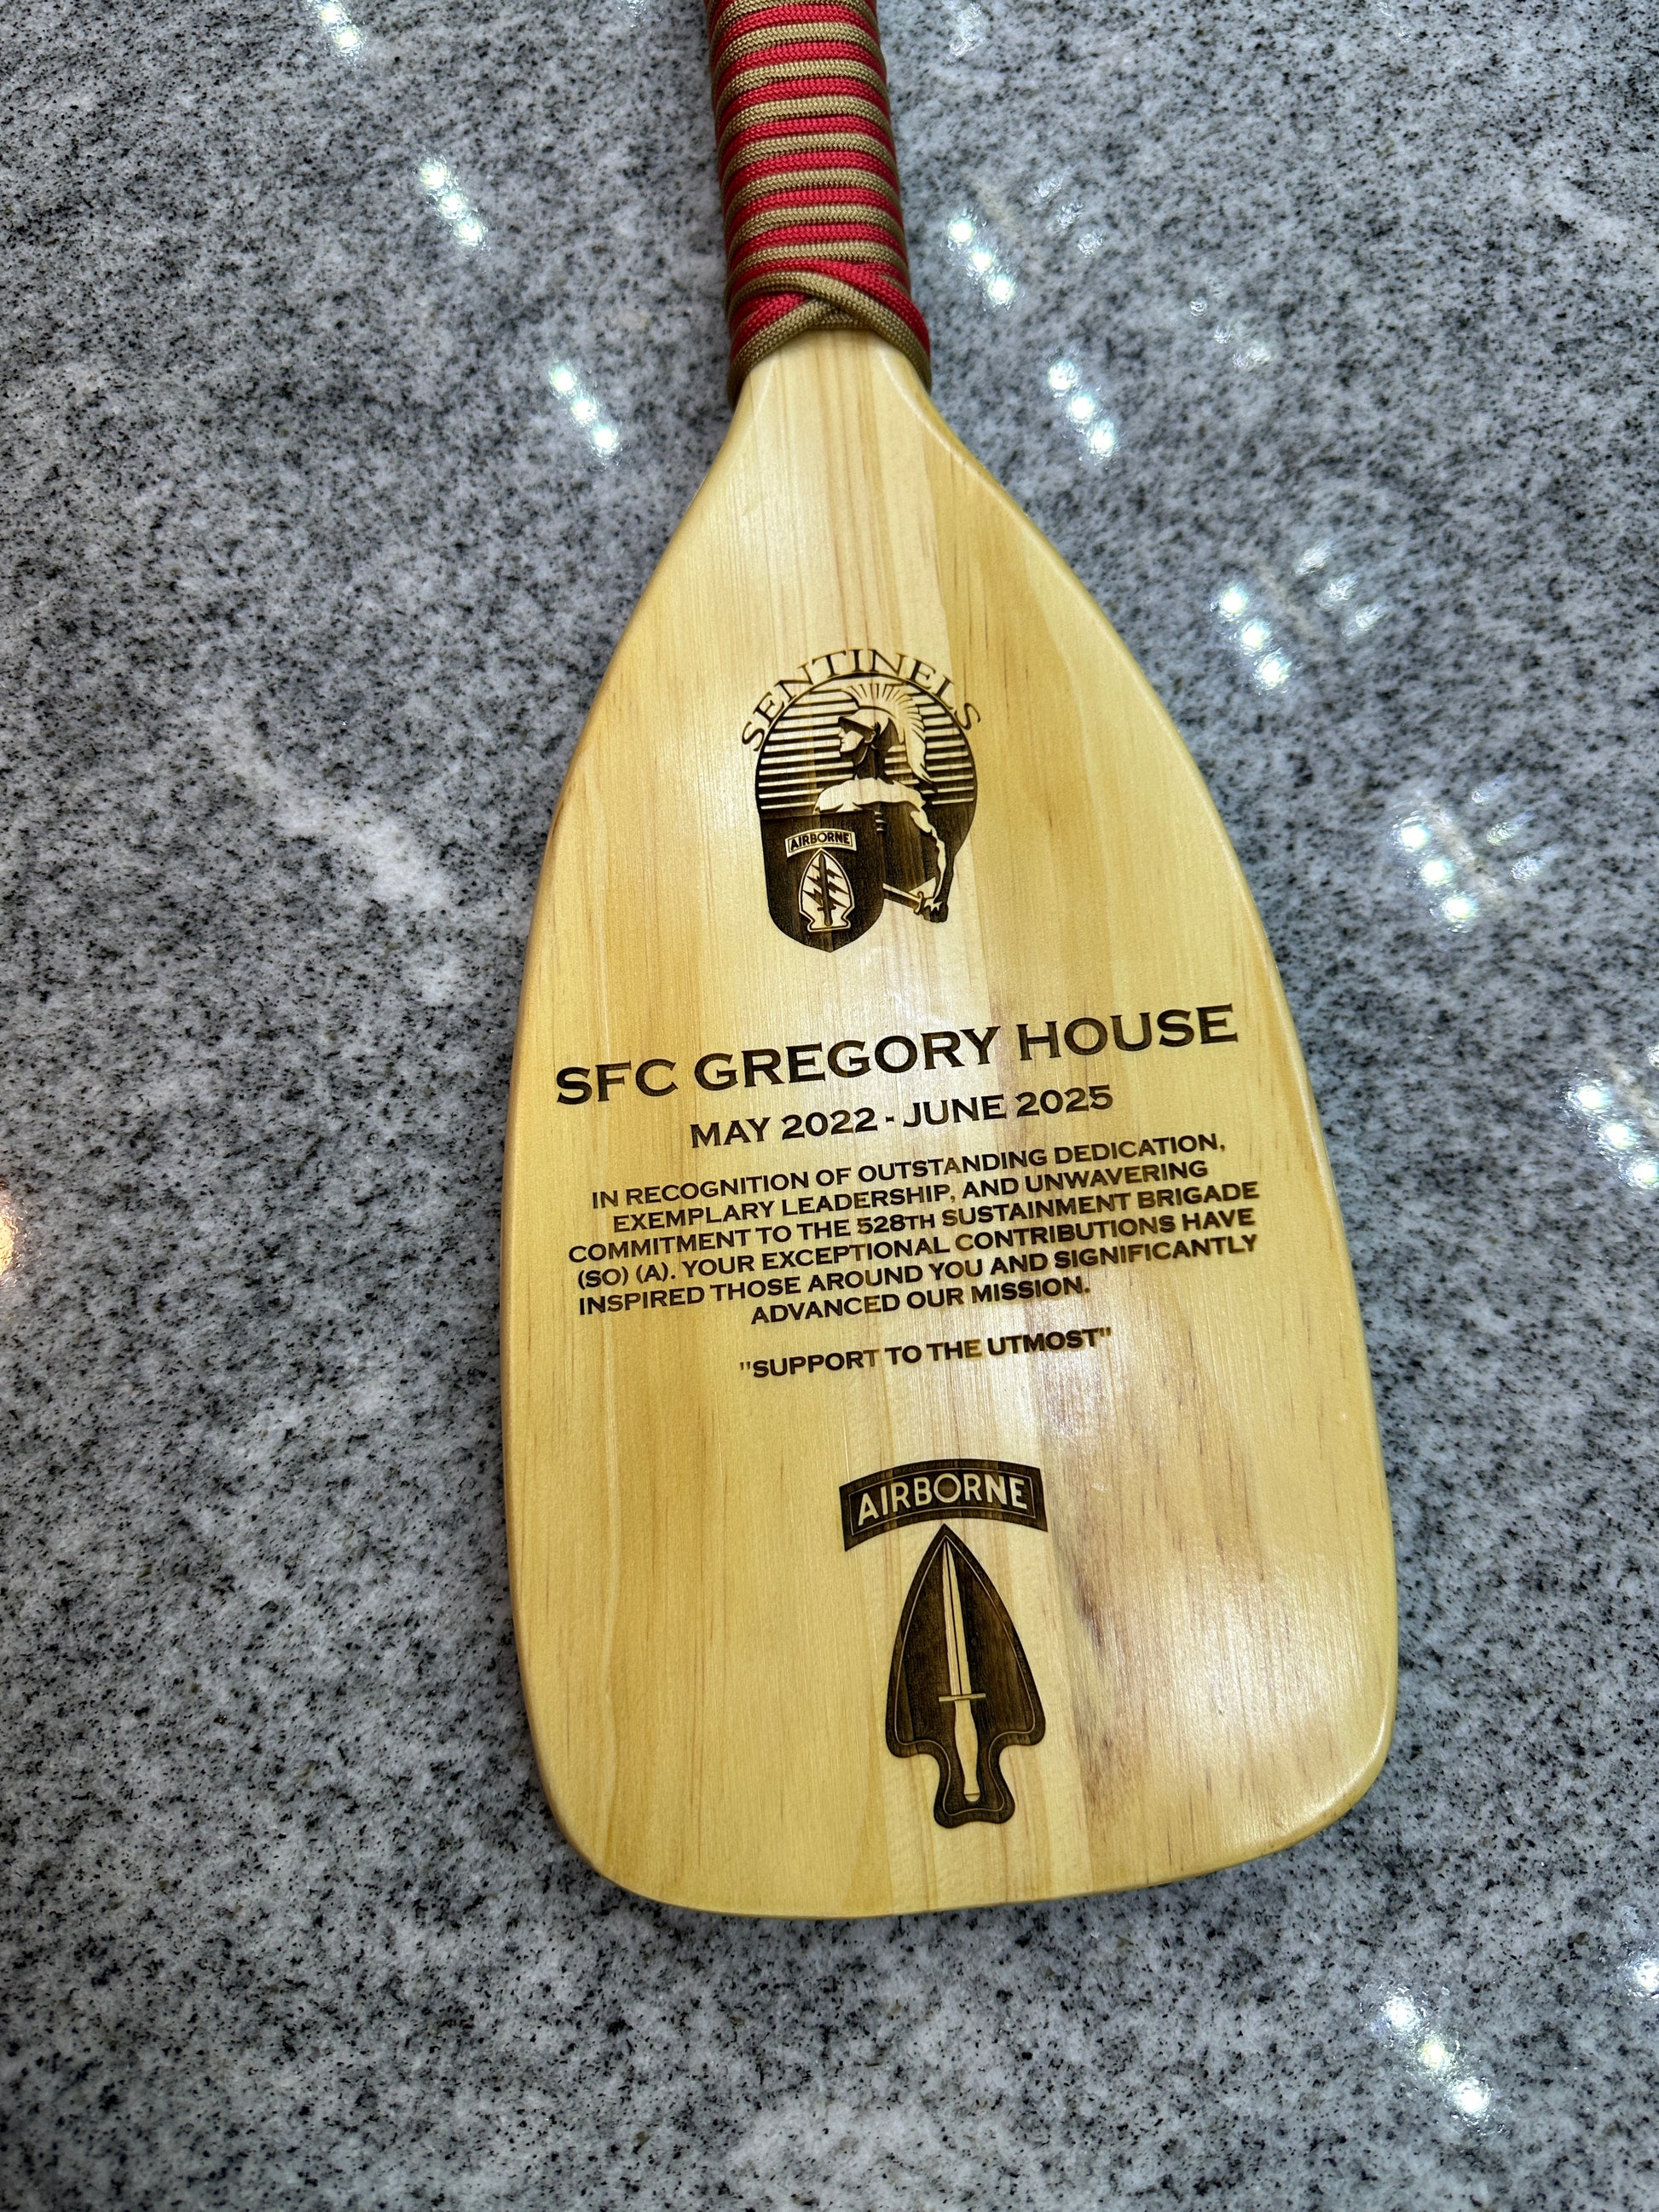 SENTINELS
AIRBORNE
SFC GREGORY HOUSE
MAY 2022 - JUNE 2025
IN RECOGNITION OF OUTSTANDING DEDICATION,
EXEMPLARY LEADERSHIP, AND UNWAVERING
COMMITMENT TO THE 528TH SUSTAINMENT BRIGADE
(SO) (A). YOUR EXCEPTIONAL CONTRIBUTIONS HAVE
INSPIRED THOSE AROUND YOU AND SIGNIFICANTLY
ADVANCED OUR MISSION.
"SUPPORT TO THE UTMOST"
AIRBORNE